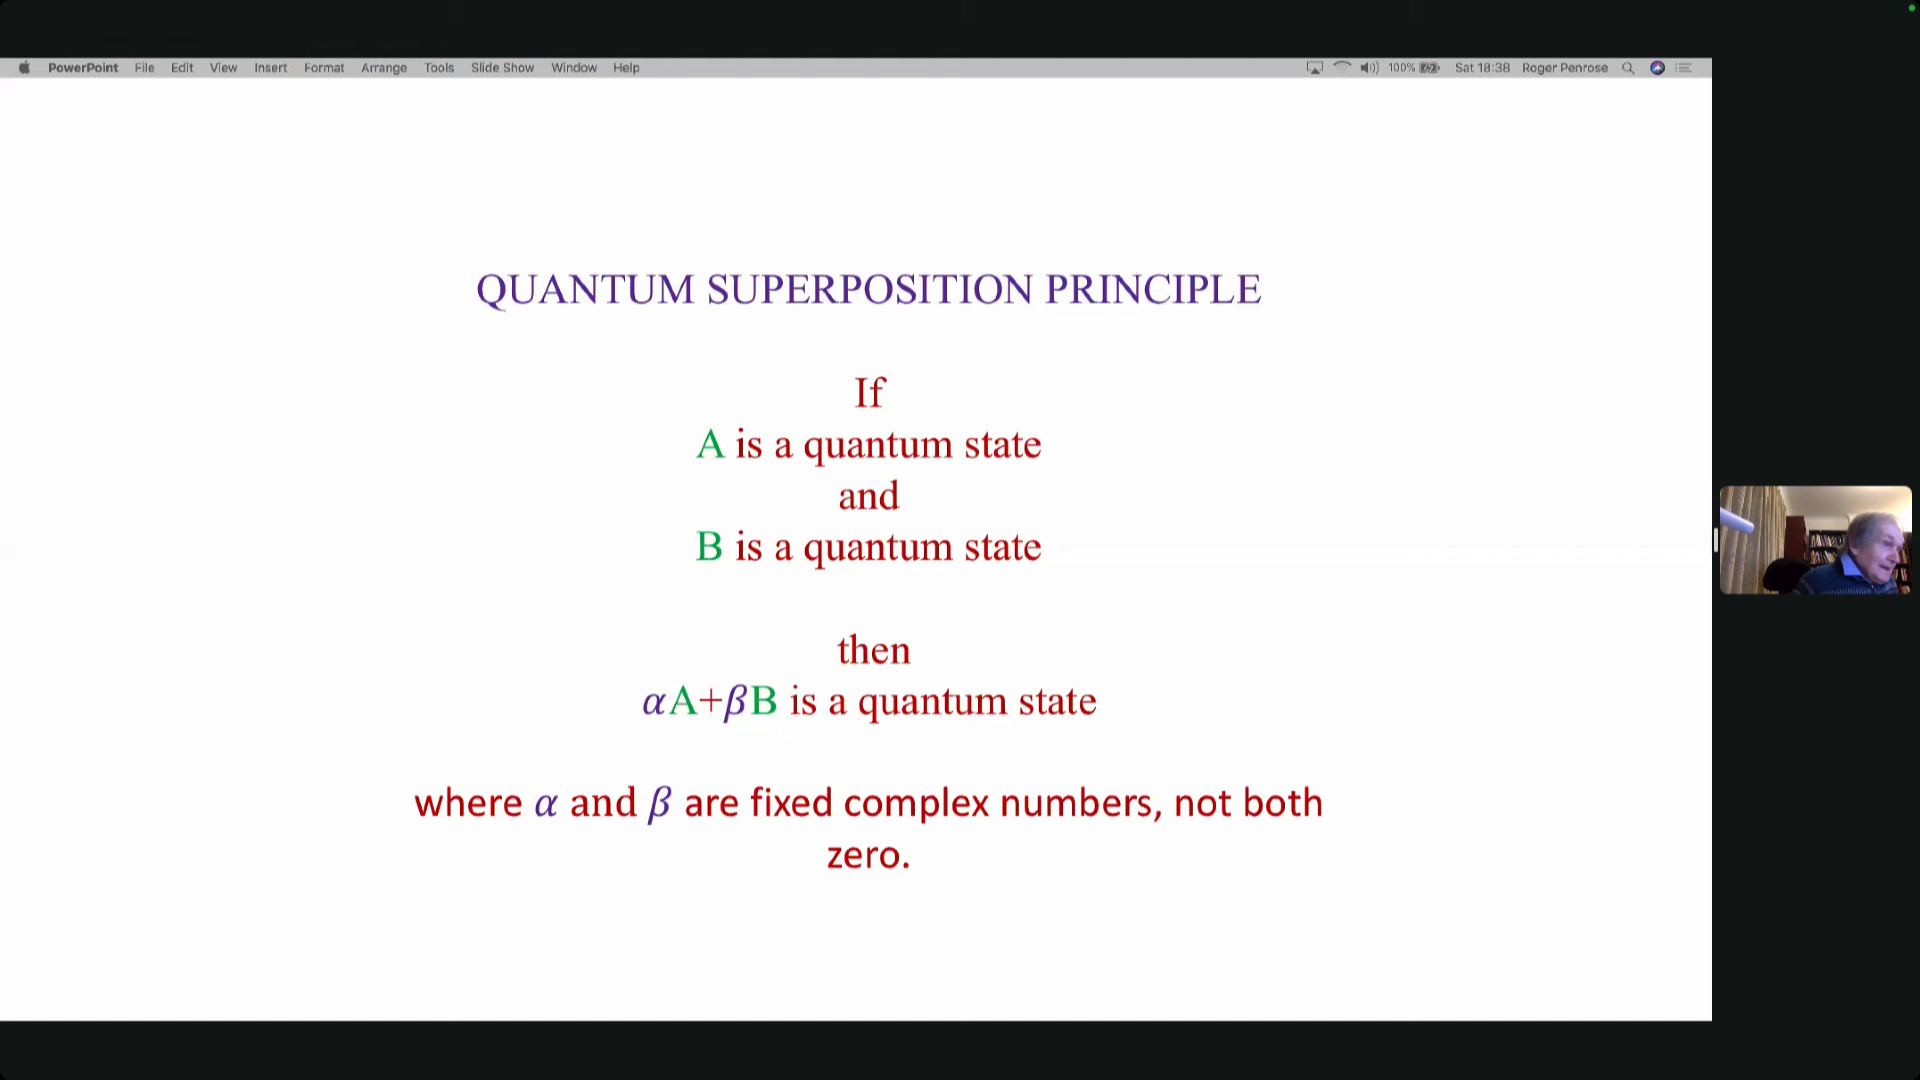 PowerPoint File Edit View Insert Format Arrange Tools Slide Show Window Help 100% Sat 18:38 Roger Penrose
QUANTUM SUPERPOSITION PRINCIPLE
If
A is a quantum state
and
B is a quantum state
then
αA+βB is a quantum state
where α and β are fixed complex numbers, not both
zero.